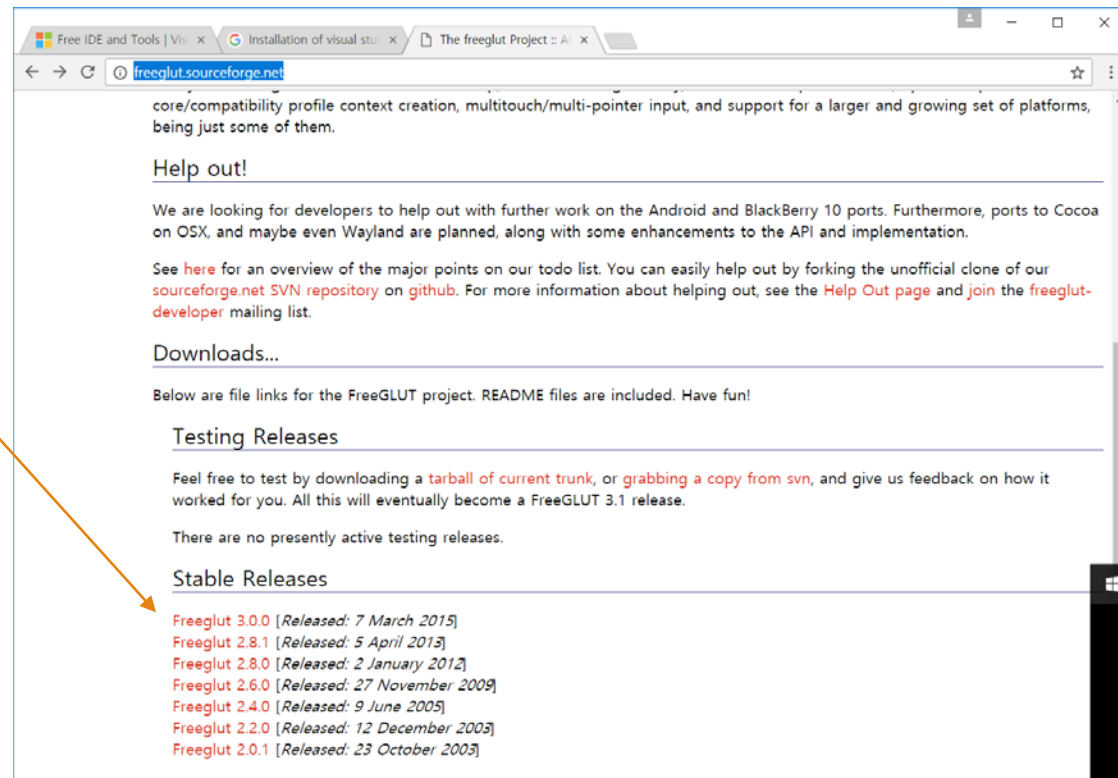 Free IDE and Tools | Vis
Installation of visual stu
The freeglut Project :: Al
freeglut.sourceforge.net
core/compatibility profile context creation, multitouch/multi-pointer input, and support for a larger and growing set of platforms,
being just some of them.
Help out!
We are looking for developers to help out with further work on the Android and BlackBerry 10 ports. Furthermore, ports to Cocoa
on OSX, and maybe even Wayland are planned, along with some enhancements to the API and implementation.
See here for an overview of the major points on our todo list. You can easily help out by forking the unofficial clone of our
sourceforge.net SVN repository on github. For more information about helping out, see the Help Out page and join the freeglut-
developer mailing list.
Downloads...
Below are file links for the FreeGLUT project. README files are included. Have fun!
Testing Releases
Feel free to test by downloading a tarball of current trunk, or grabbing a copy from svn, and give us feedback on how it
worked for you. All this will eventually become a FreeGLUT 3.1 release.
There are no presently active testing releases.
Stable Releases
Freeglut 3.0.0 [Released: 7 March 2015]
Freeglut 2.8.1 [Released: 5 April 2013]
Freeglut 2.8.0 [Released: 2 January 2012]
Freeglut 2.6.0 [Released: 27 November 2009]
Freeglut 2.4.0 [Released: 9 June 2005]
Freeglut 2.2.0 [Released: 12 December 2003]
Freeglut 2.0.1 [Released: 23 October 2003]